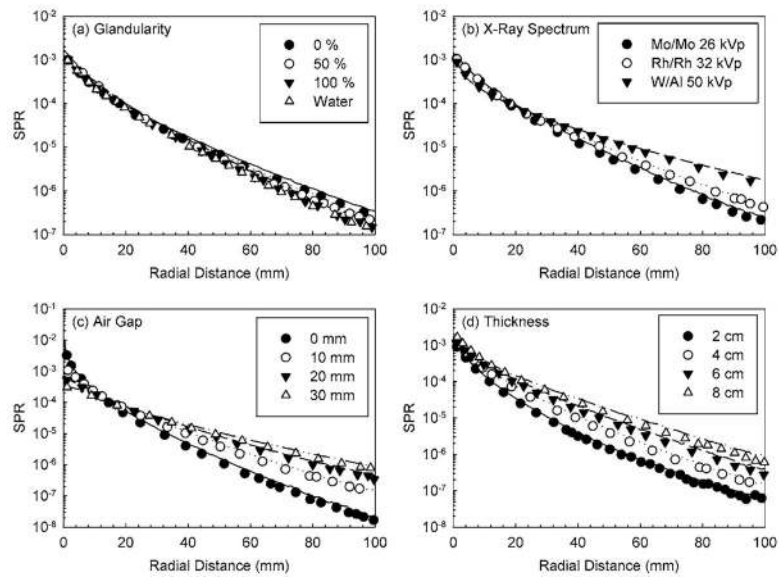 (a) Glandularity
0 %
50 %
100 %
Water
10-2
10-3
10-4
10-5
10-6
10-7
SPR
0 20 40 60 80 100
Radial Distance (mm)
(b) X-Ray Spectrum
Mo/Mo 26 kVp
Rh/Rh 32 kVp
W/Al 50 kVp
10-2
10-3
10-4
10-5
10-6
10-7
SPR
0 20 40 60 80 100
Radial Distance (mm)
(c) Air Gap
0 mm
10 mm
20 mm
30 mm
10-1
10-2
10-3
10-4
10-5
10-6
10-7
10-8
SPR
0 20 40 60 80 100
Radial Distance (mm)
(d) Thickness
2 cm
4 cm
6 cm
8 cm
10-1
10-2
10-3
10-4
10-5
10-6
10-7
10-8
SPR
0 20 40 60 80 100
Radial Distance (mm)